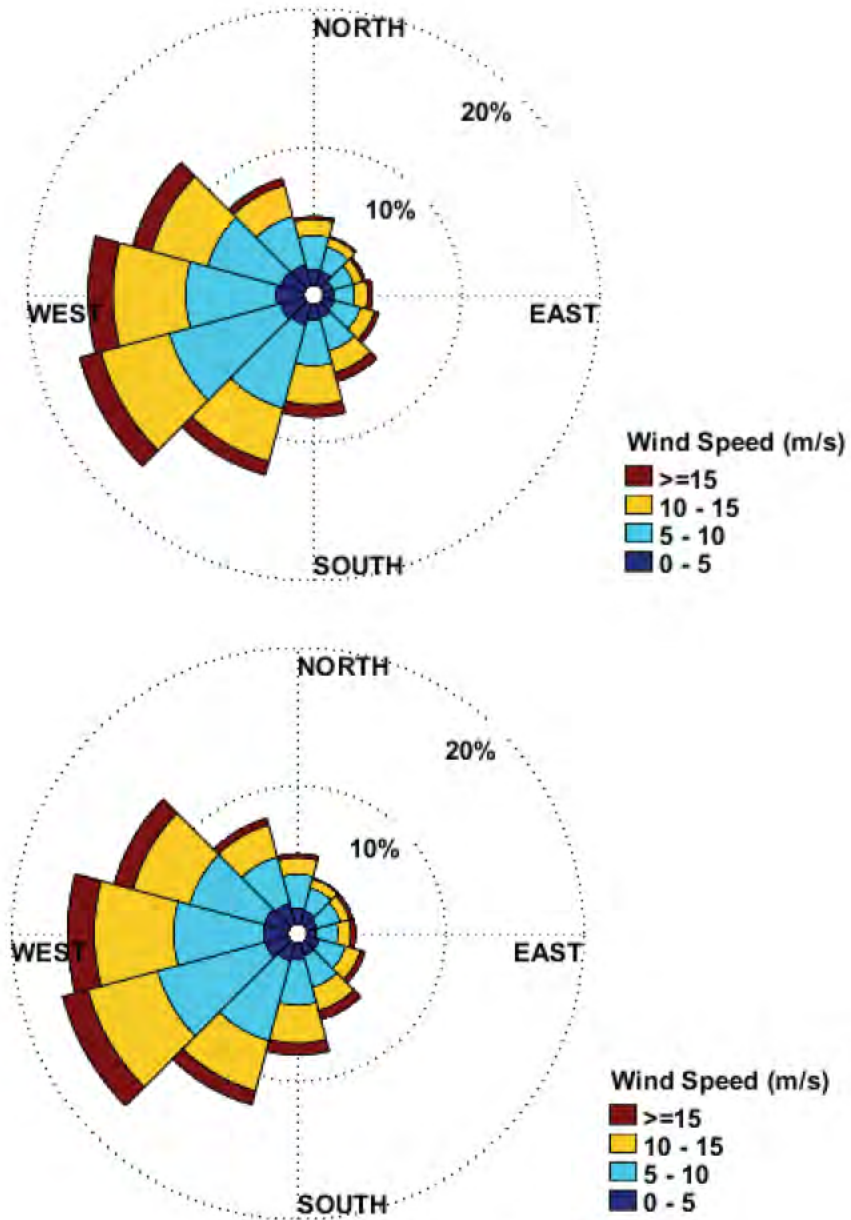 NORTH
20%
10%
WEST
EAST
Wind Speed (m/s)
>=15
10 - 15
5 - 10
0 - 5
SOUTH
NORTH
20%
10%
WEST
EAST
Wind Speed (m/s)
>=15
10 - 15
5 - 10
0 - 5
SOUTH